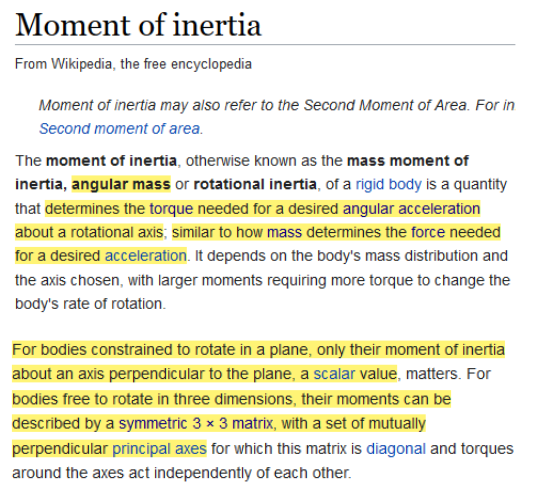 Moment of inertia
From Wikipedia, the free encyclopedia
Moment of inertia may also refer to the Second Moment of Area. For in
Second moment of area.
The moment of inertia, otherwise known as the mass moment of
inertia, angular mass or rotational inertia, of a rigid body is a quantity
that determines the torque needed for a desired angular acceleration
about a rotational axis; similar to how mass determines the force needed
for a desired acceleration. It depends on the body's mass distribution and
the axis chosen, with larger moments requiring more torque to change the
body's rate of rotation.
For bodies constrained to rotate in a plane, only their moment of inertia
about an axis perpendicular to the plane, a scalar value, matters. For
bodies free to rotate in three dimensions, their moments can be
described by a symmetric 3 × 3 matrix, with a set of mutually
perpendicular principal axes for which this matrix is diagonal and torques
around the axes act independently of each other.